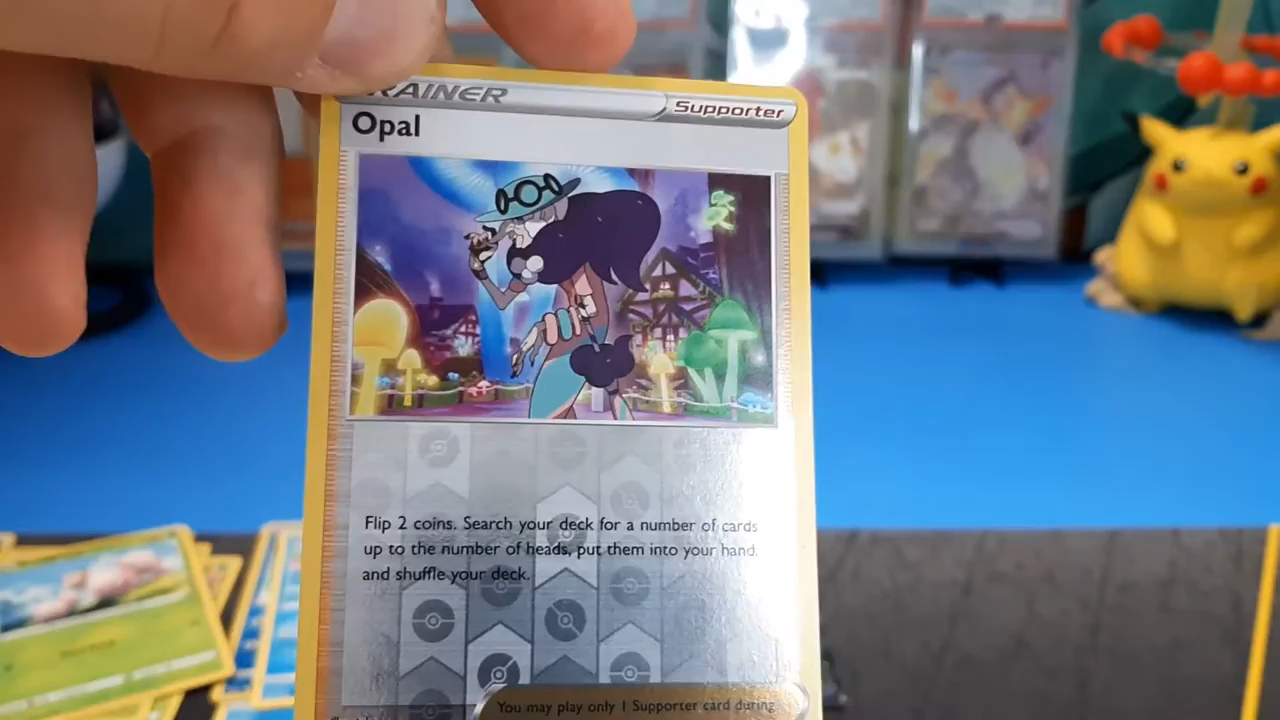 RAINER
Supporter
Opal
Flip 2 coins. Search your deck for a number of cards
up to the number of heads, put them into your hand,
and shuffle your deck.
You may play only 1 Supporter card during